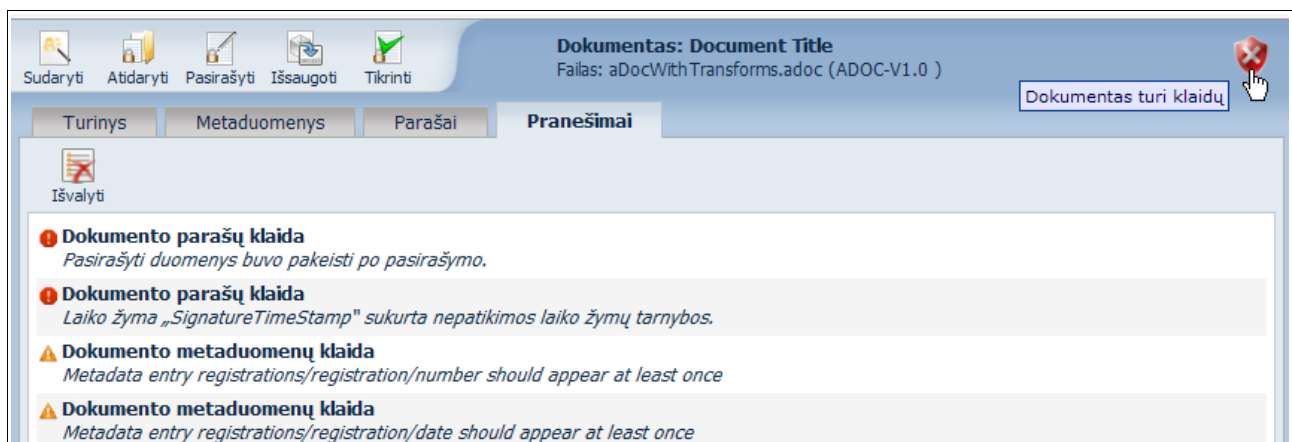 Sudaryti Atidaryti Pasirašyti Išsaugoti Tikrinti
Dokumentas: Document Title
Failas: aDocWithTransforms.adoc (ADOC-V1.0 )
Dokumentas turi klaidų
Turinys Metaduomenys Parašai Pranešimai
Išvalyti
Dokumento parašų klaida
Pasirašyti duomenys buvo pakeisti po pasirašymo.
Dokumento parašų klaida
Laiko žyma „SignatureTimeStamp" sukurta nepatikimos laiko žymų tarnybos.
Dokumento metaduomenų klaida
Metadata entry registrations/registration/number should appear at least once
Dokumento metaduomenų klaida
Metadata entry registrations/registration/date should appear at least once